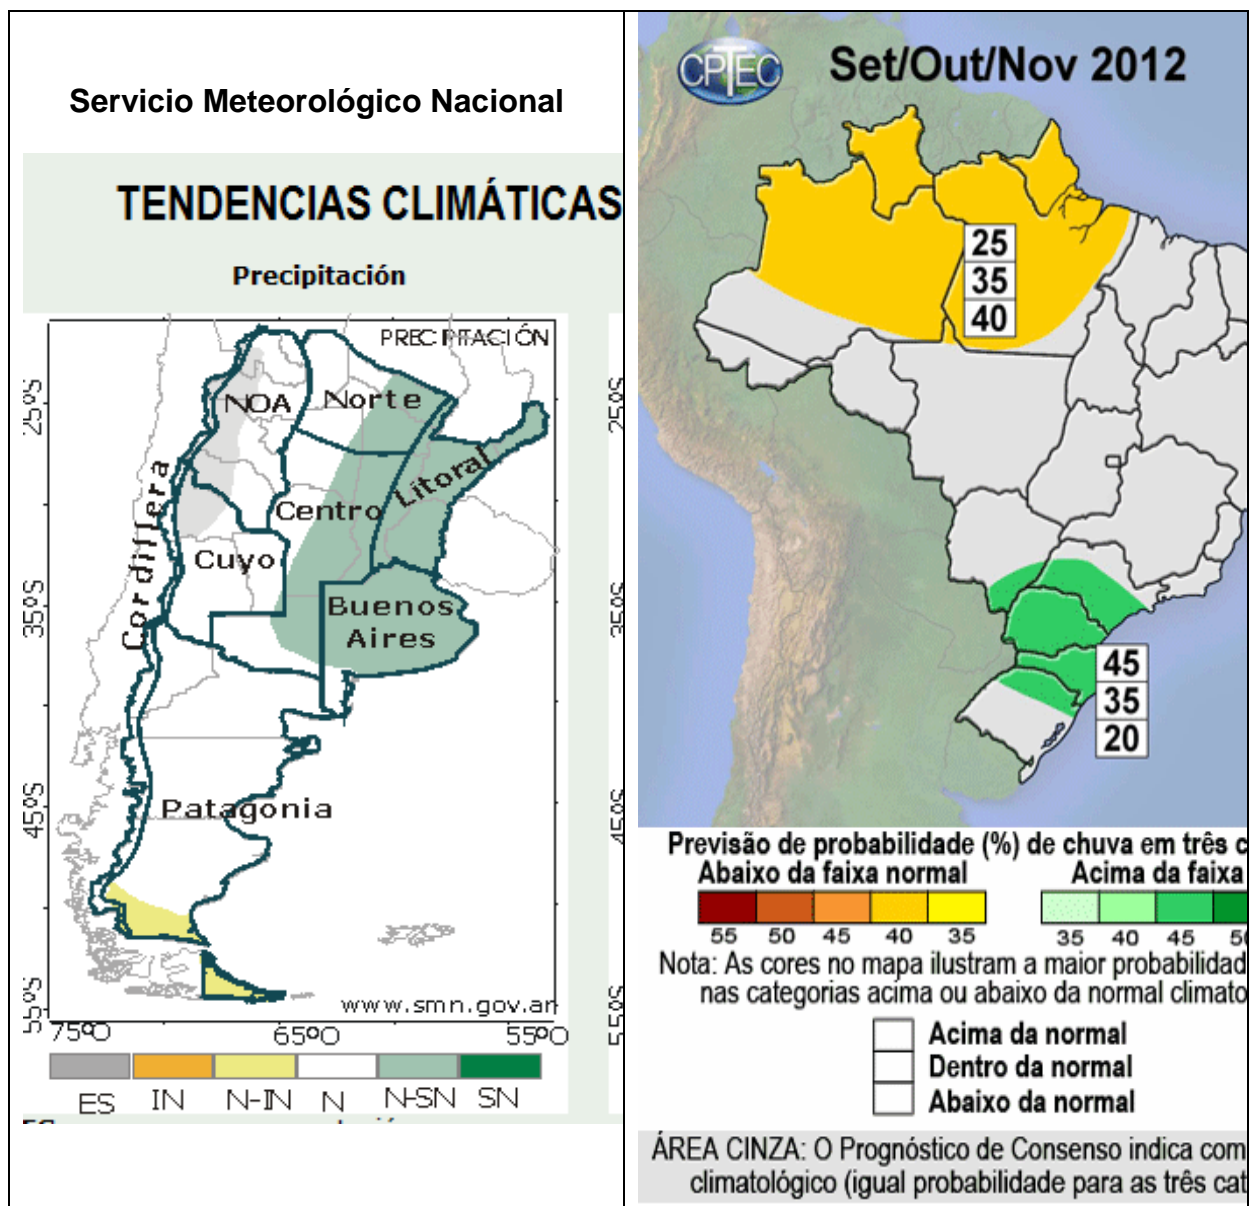 Servicio Meteorológico Nacional
TENDENCIAS CLIMÁTICAS
Precipitación
PRECIPITACIÓN
NOA
Norte
Litoral
Centro
Cordillera
Cuyo
Buenos
Aires
Patagonia
www.smn.gov.ar
25ºS
35ºS
45ºS
55ºS
75ºO
65ºO
55ºO
ES
IN
N-IN
N
N-SN
SN
25ºS
35ºS
45ºS
55ºS
CPTEC
Set/Out/Nov 2012
25
35
40
45
35
20
Previsão de probabilidade (%) de chuva em três c
Abaixo da faixa normal
Acima da faixa
55 50 45 40 35
35 40 45 50
Nota: As cores no mapa ilustram a maior probabilidad
nas categorias acima ou abaixo da normal climato
Acima da normal
Dentro da normal
Abaixo da normal
ÁREA CINZA: O Prognóstico de Consenso indica com
climatológico (igual probabilidade para as três cat